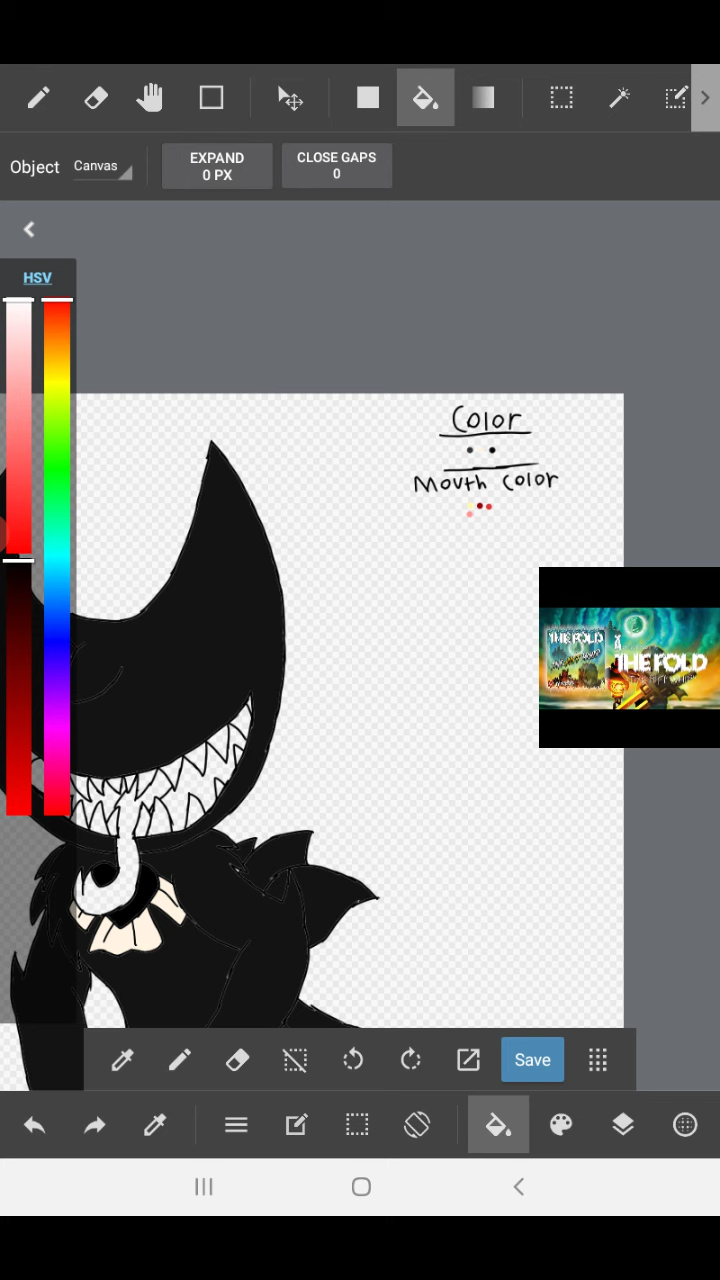 Object Canvas
EXPAND
0 PX
CLOSE GAPS
0
HSV
Color
Mouth Color
THE FOLD
THE FOLD
Save